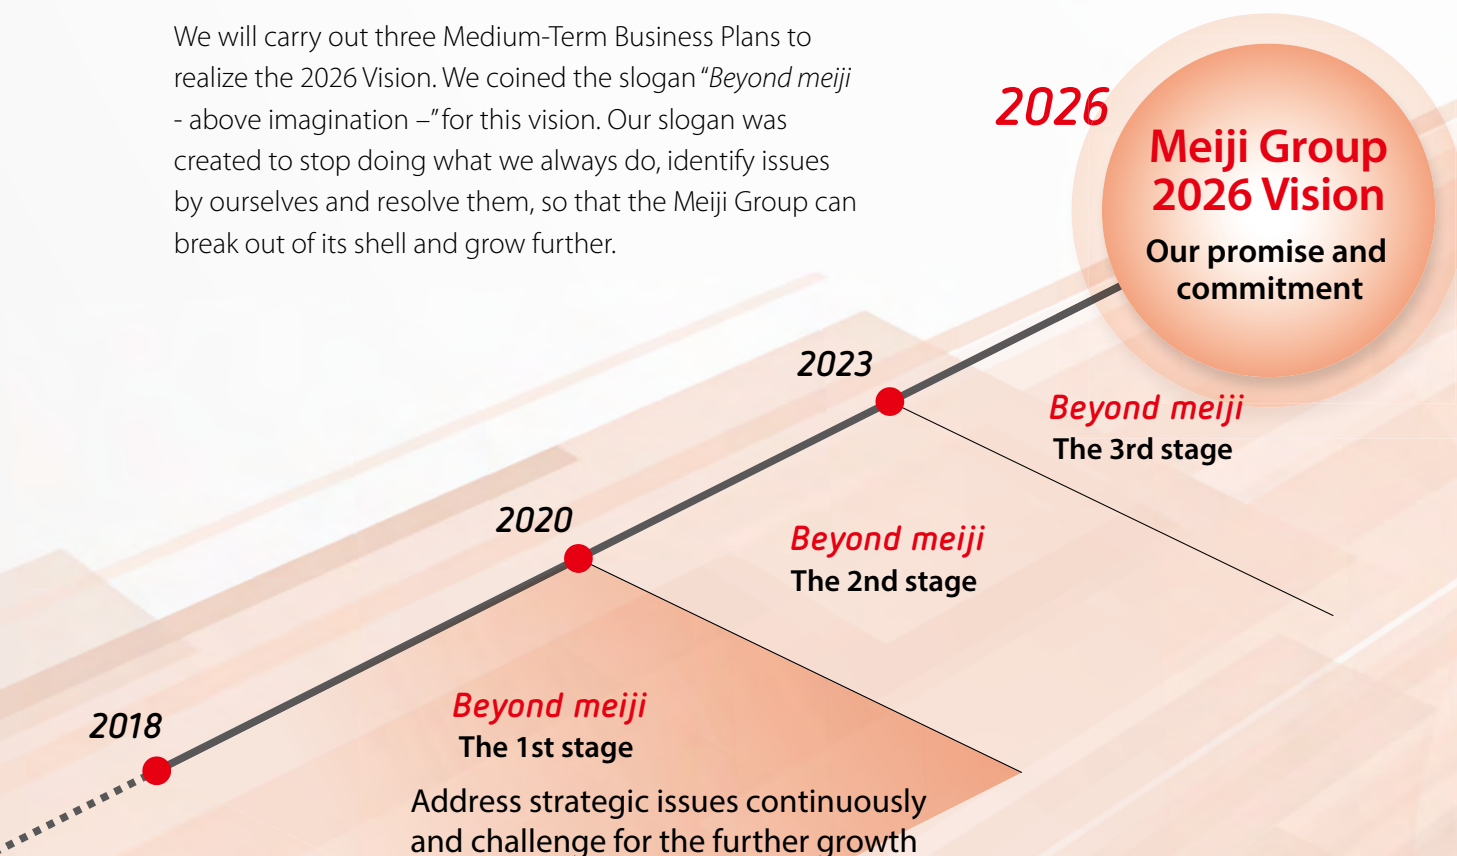 We will carry out three Medium-Term Business Plans to
realize the 2026 Vision. We coined the slogan “Beyond meiji
- above imagination –” for this vision. Our slogan was
created to stop doing what we always do, identify issues
by ourselves and resolve them, so that the Meiji Group can
break out of its shell and grow further.
2026
Meiji Group
2026 Vision
Our promise and
commitment
2023
Beyond meiji
The 3rd stage
2020
Beyond meiji
The 2nd stage
2018
Beyond meiji
The 1st stage
Address strategic issues continuously
and challenge for the further growth